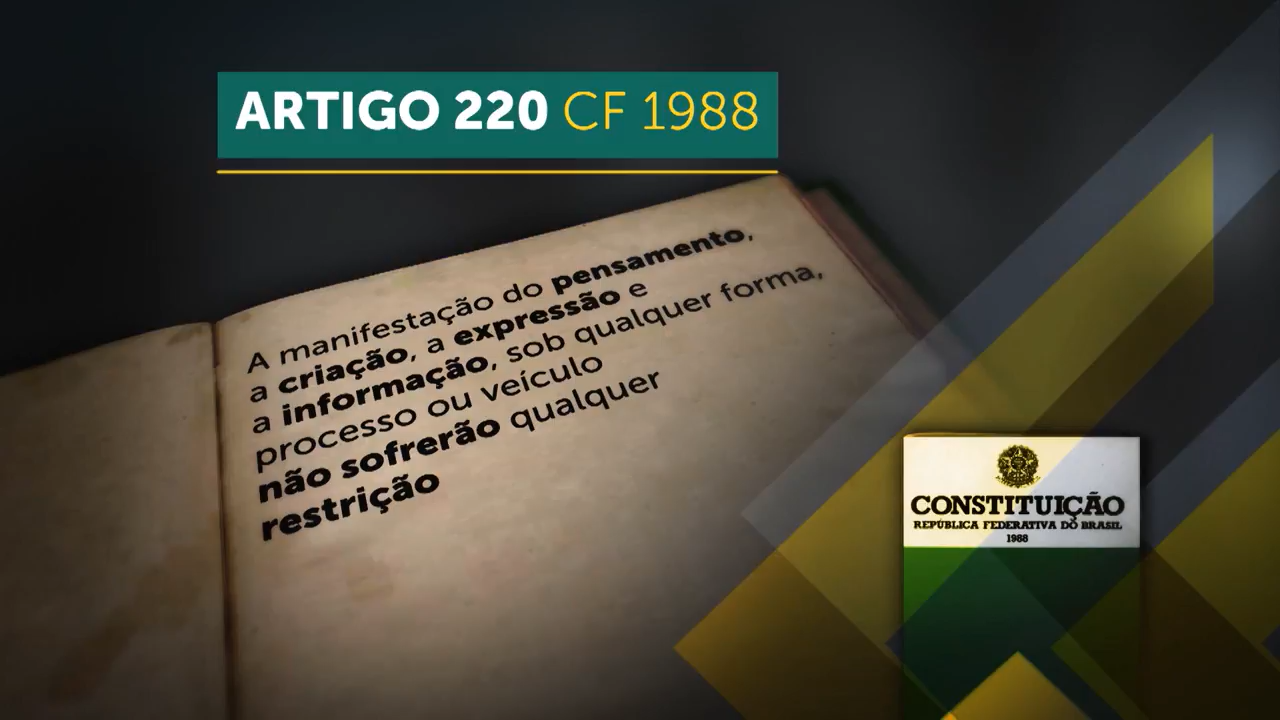 ARTIGO 220 CF 1988
A manifestação do pensamento,
a criação, a expressão e
a informação, sob qualquer forma,
processo ou veículo
não sofrerão qualquer
restrição
CONSTITUIÇÃO
REPÚBLICA FEDERATIVA DO BRASIL
1988